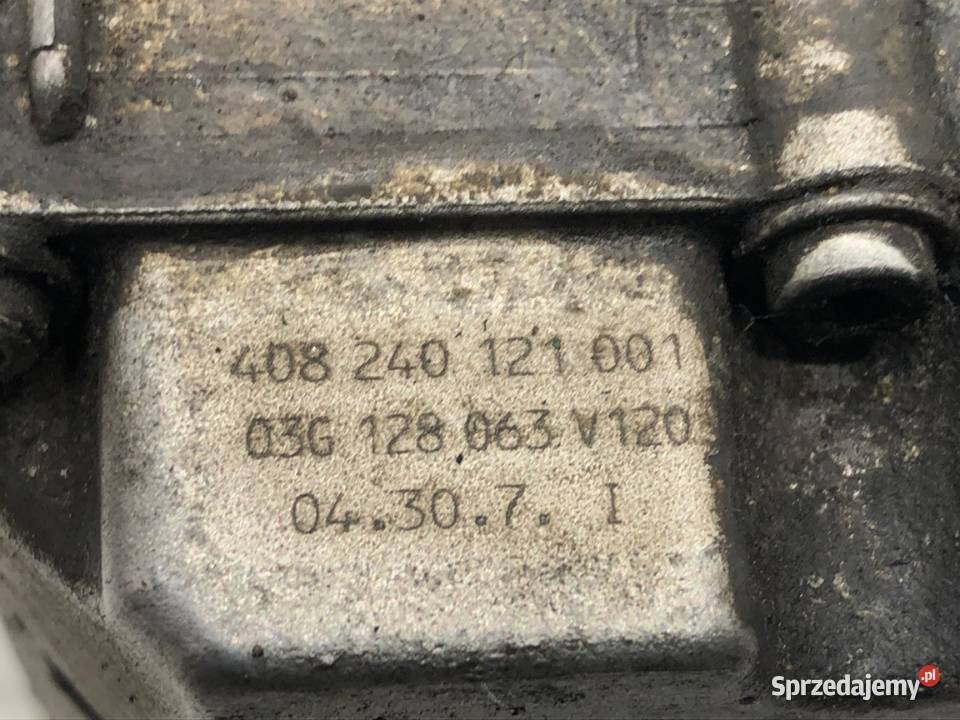 408 240 121 001
03G 128 063 V120
04.30.7. I
Sprzedajemy.pl